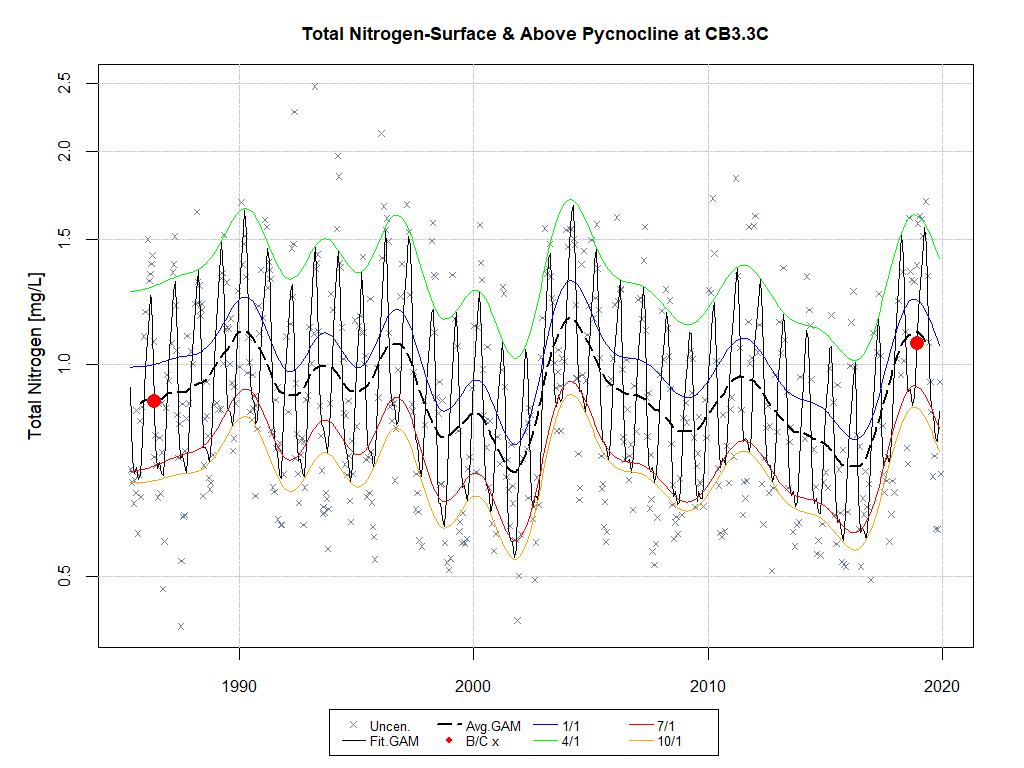 Total Nitrogen-Surface & Above Pycnocline at CB3.3C
Total Nitrogen [mg/L]
2.5
2.0
1.5
1.0
0.5
1990 2000 2010 2020
Uncen. Avg.GAM 1/1 7/1
Fit.GAM B/C x 4/1 10/1